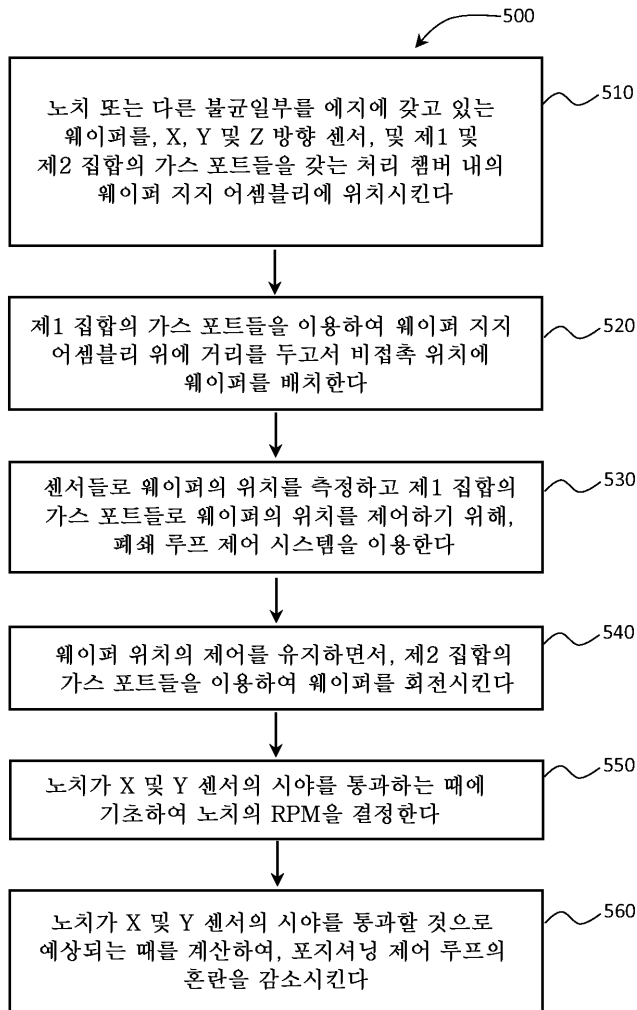 500
510
노치 또는 다른 불균일부를 에지에 갖고 있는
웨이퍼를, X, Y 및 Z 방향 센서, 및 제1 및
제2 집합의 가스 포트들을 갖는 처리 챔버 내의
웨이퍼 지지 어셈블리에 위치시킨다
520
제1 집합의 가스 포트들을 이용하여 웨이퍼 지지
어셈블리 위에 거리를 두고서 비접촉 위치에
웨이퍼를 배치한다
530
센서들로 웨이퍼의 위치를 측정하고 제1 집합의
가스 포트들로 웨이퍼의 위치를 제어하기 위해,
폐쇄 루프 제어 시스템을 이용한다
540
웨이퍼 위치의 제어를 유지하면서, 제2 집합의
가스 포트들을 이용하여 웨이퍼를 회전시킨다
550
노치가 X 및 Y 센서의 시야를 통과하는 때에
기초하여 노치의 RPM을 결정한다
560
노치가 X 및 Y 센서의 시야를 통과할 것으로
예상되는 때를 계산하여, 포지셔닝 제어 루프의
혼란을 감소시킨다